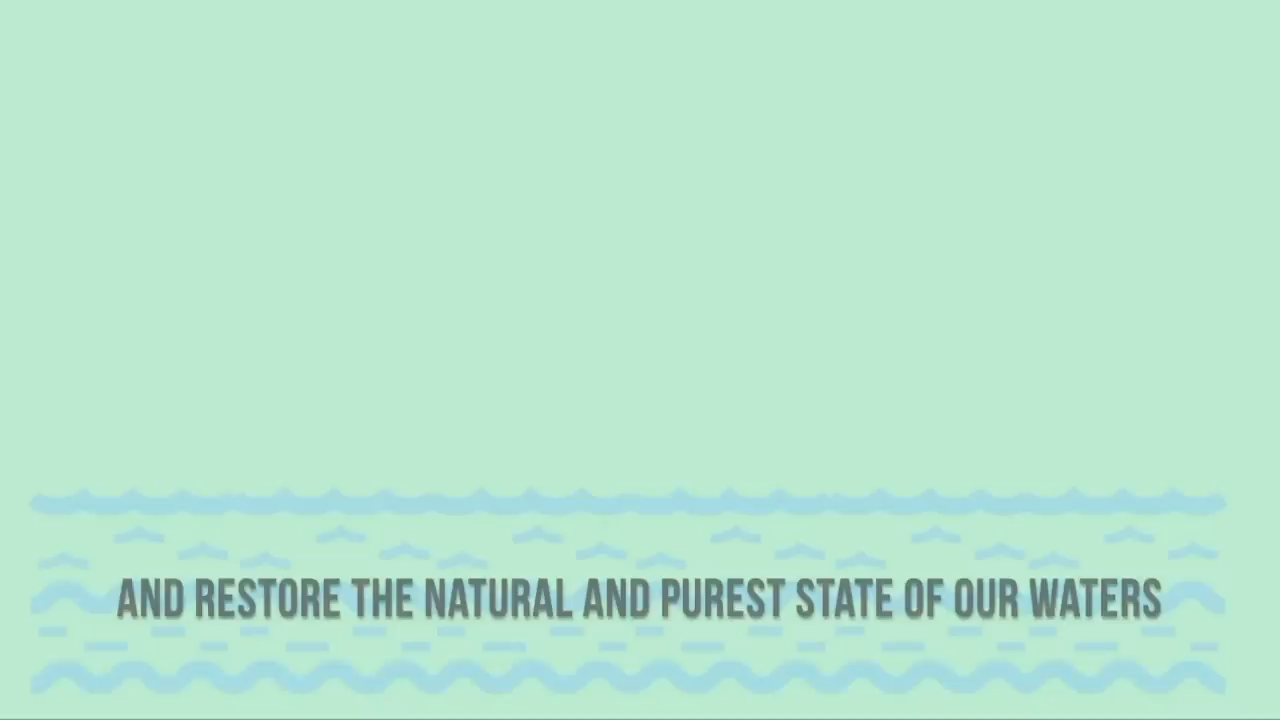 AND RESTORE THE NATURAL AND PUREST STATE OF OUR WATERS